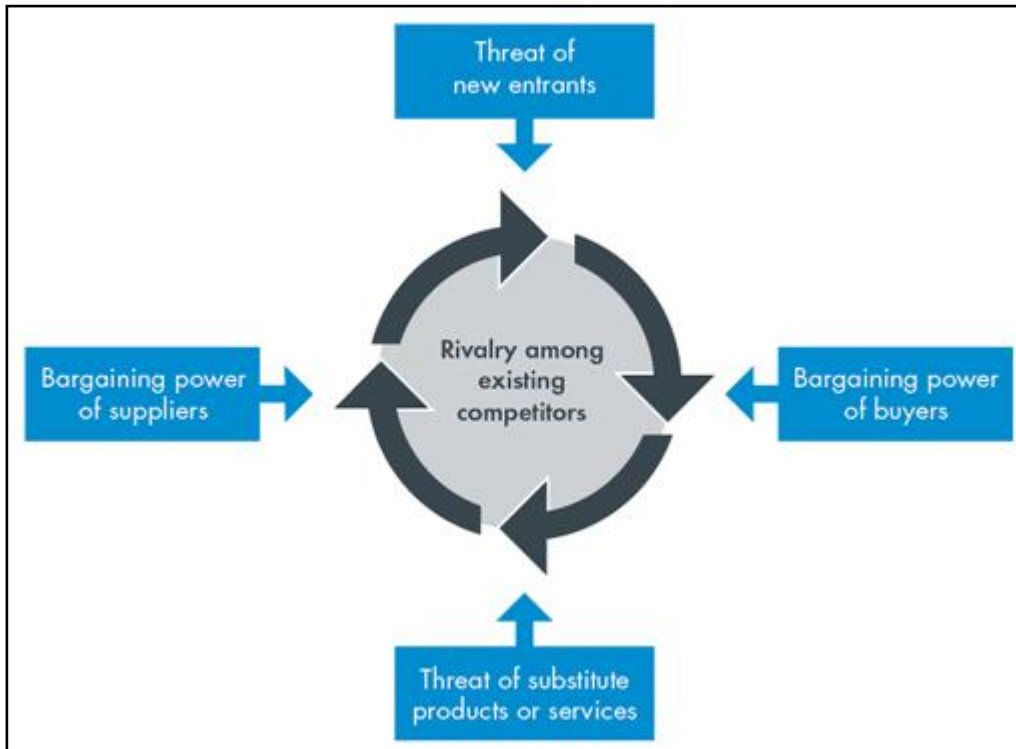 Threat of
new entrants
Bargaining power
of suppliers
Rivalry among
existing
competitors
Bargaining power
of buyers
Threat of substitute
products or services